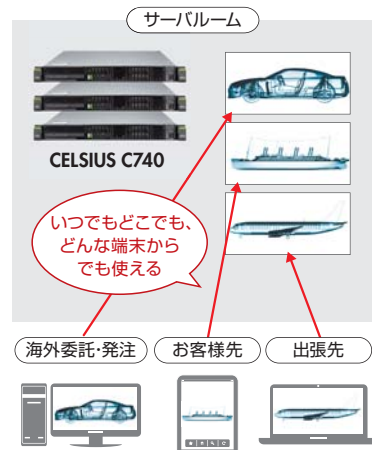 サーバルーム
CELSIUS C740
いつでもどこでも、
どんな端末から
でも使える
海外委託・発注
お客様先
出張先